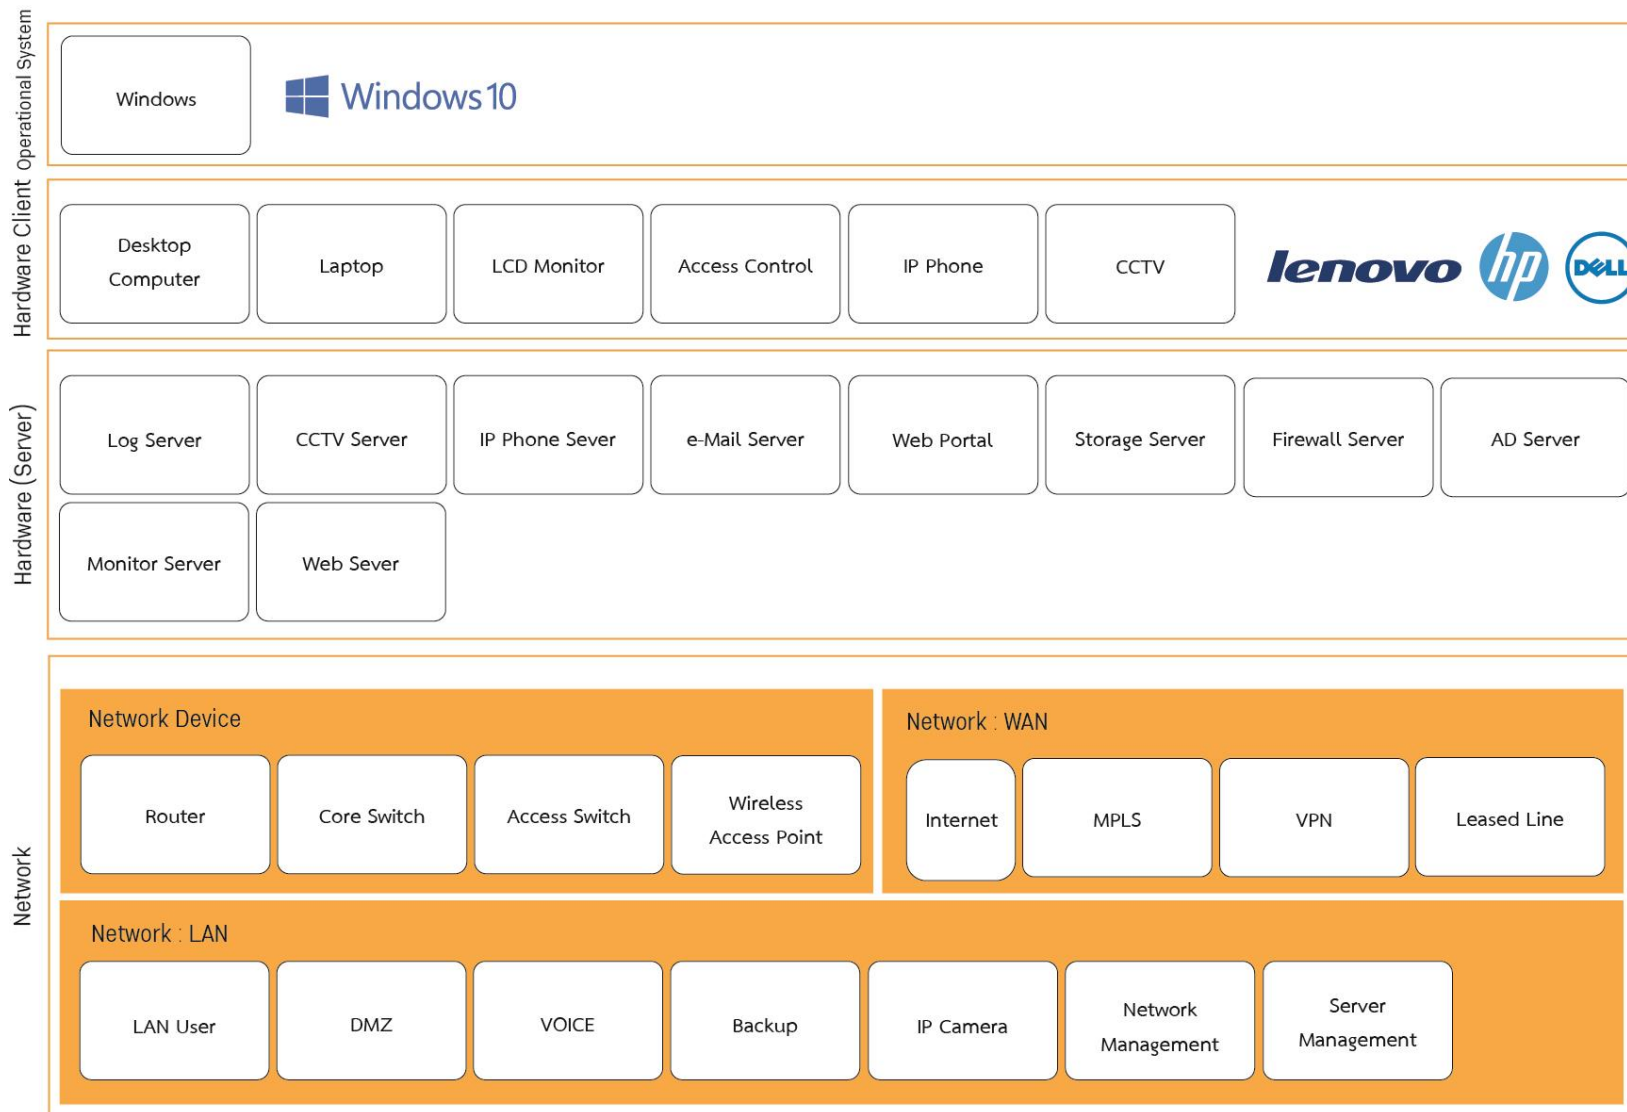 Operational System
Windows
Windows 10
Hardware Client
Desktop
Computer
Laptop
LCD Monitor
Access Control
IP Phone
CCTV
lenovo
hp
DELL
Hardware (Server)
Log Server
CCTV Server
IP Phone Sever
e-Mail Server
Web Portal
Storage Server
Firewall Server
AD Server
Monitor Server
Web Sever
Network
Network Device
Router
Core Switch
Access Switch
Wireless
Access Point
Network : WAN
Internet
MPLS
VPN
Leased Line
Network : LAN
LAN User
DMZ
VOICE
Backup
IP Camera
Network
Management
Server
Management